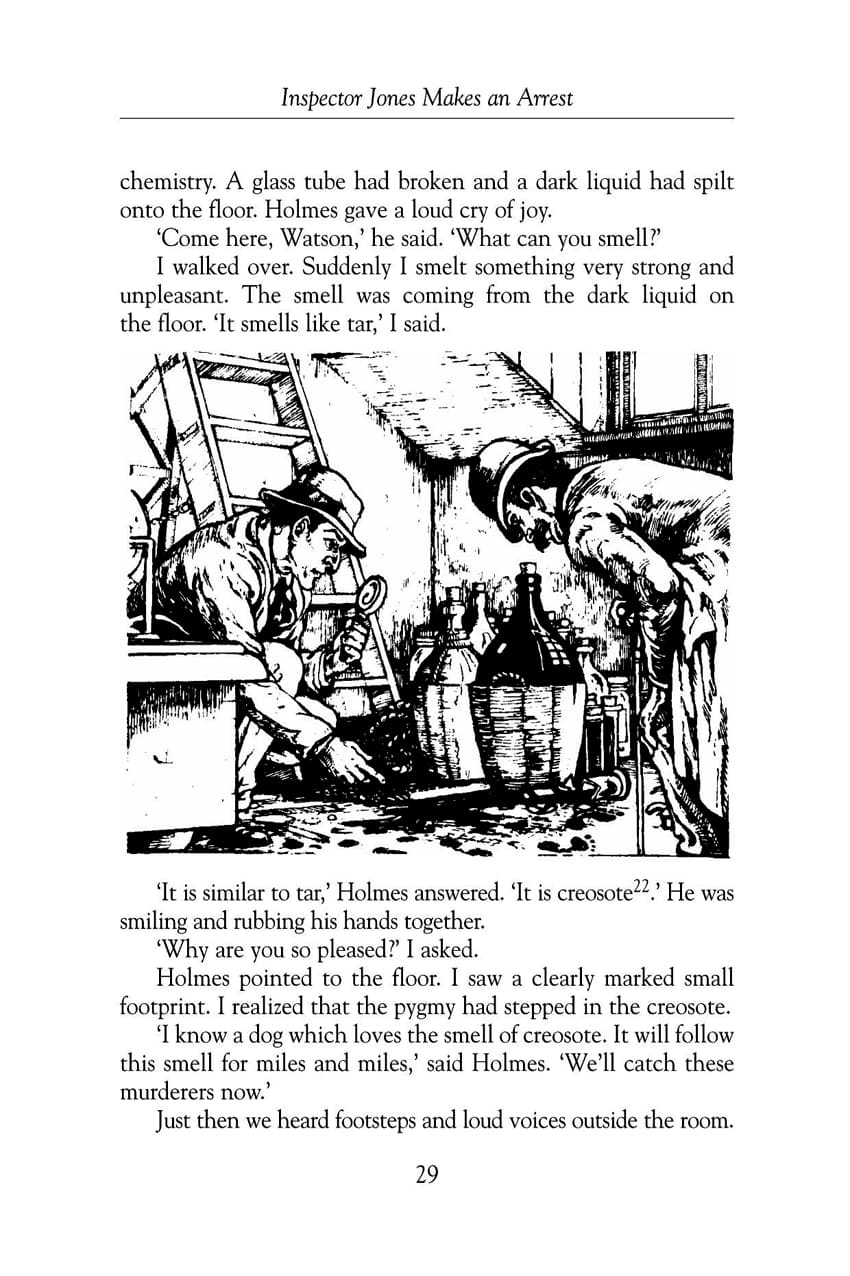 Inspector Jones Makes an Arrest
chemistry. A glass tube had broken and a dark liquid had spilt
onto the floor. Holmes gave a loud cry of joy.
‘Come here, Watson,’ he said. ‘What can you smell?’
I walked over. Suddenly I smelt something very strong and
unpleasant. The smell was coming from the dark liquid on
the floor. ‘It smells like tar,’ I said.
‘It is similar to tar,’ Holmes answered. ‘It is creosote22.’ He was
smiling and rubbing his hands together.
‘Why are you so pleased?’ I asked.
Holmes pointed to the floor. I saw a clearly marked small
footprint. I realized that the pygmy had stepped in the creosote.
‘I know a dog which loves the smell of creosote. It will follow
this smell for miles and miles,’ said Holmes. ‘We’ll catch these
murderers now.’
Just then we heard footsteps and loud voices outside the room.
29